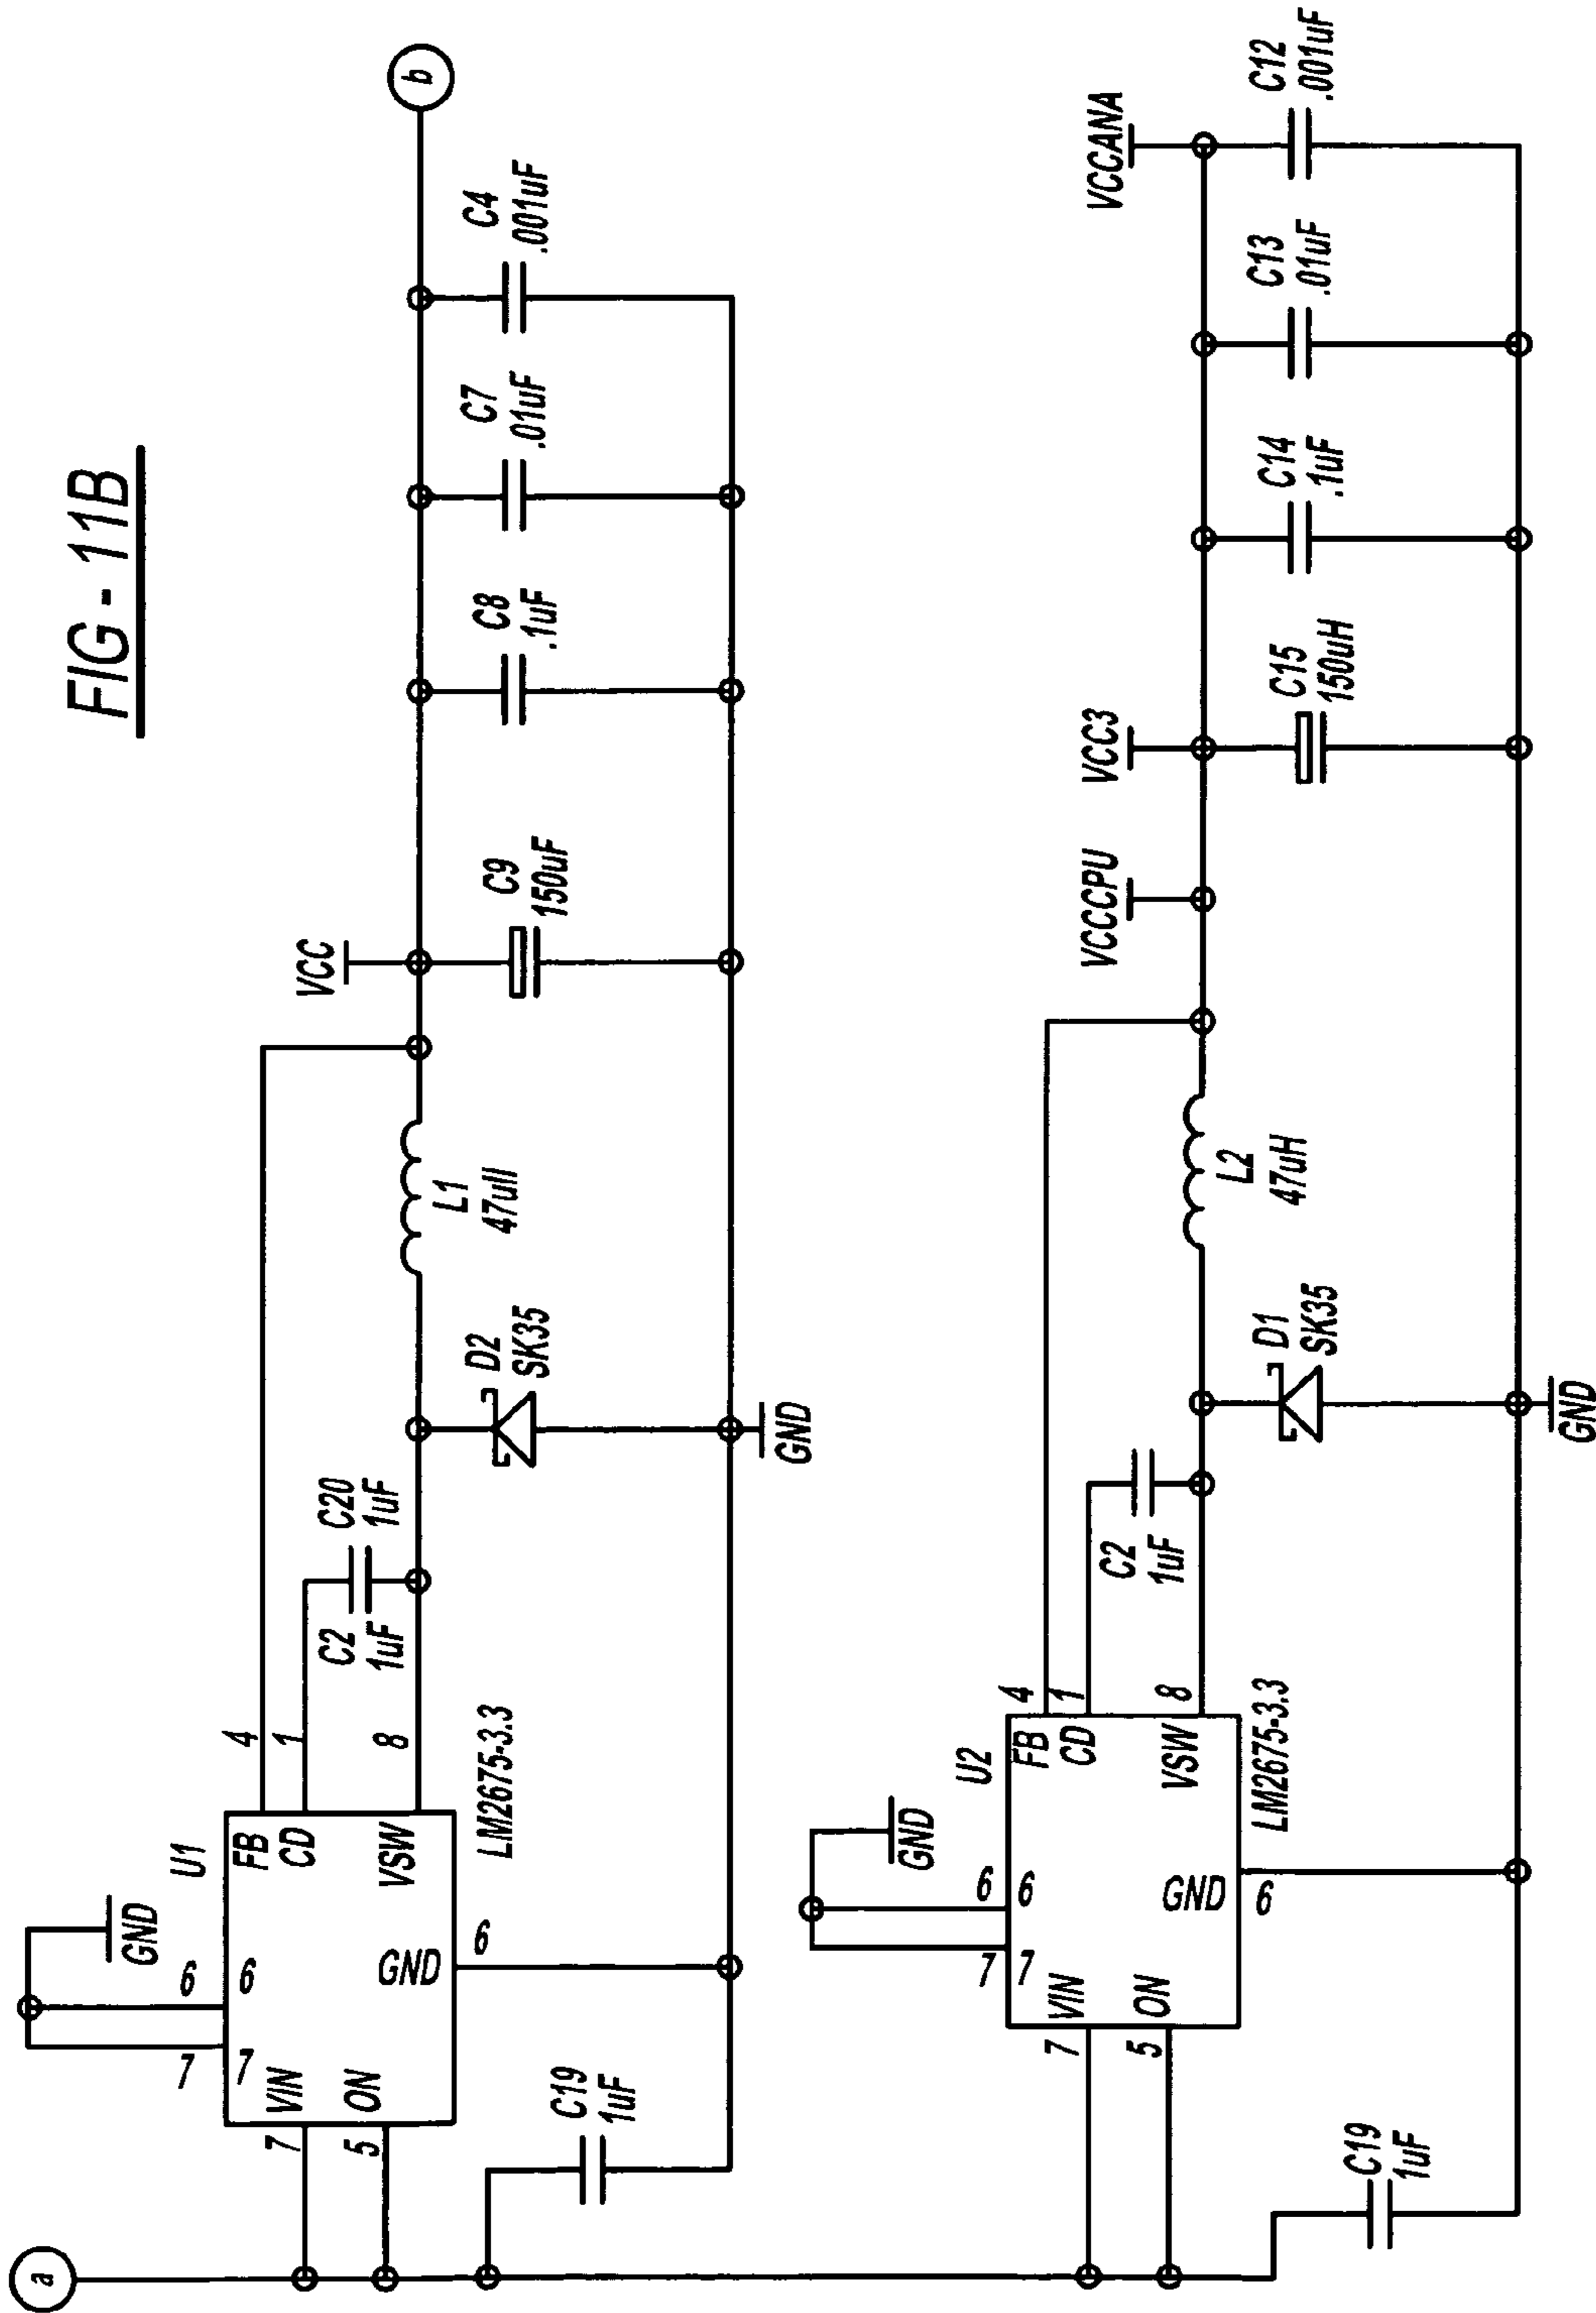 FIG - 11B
a
b
GND
7
6
7
6
U1
VIN
7
ON
5
FB
4
CD
1
VSW
8
GND
6
LM2675-3.3
C2
1uF
C20
1uF
C19
1uF
D2
SK35
GND
L1
47uII
VCC
C9
150uF
C8
.1uF
C7
.01uF
C4
.001uF
GND
7
6
7
6
U2
VIN
7
ON
5
FB
4
CD
1
VSW
8
GND
6
LM2675-3.3
C2
1uF
C19
1uF
D1
SK35
GND
L2
47uH
VCCCPU
VCC3
C15
150uH
C14
.1uF
C13
.01uF
VCCANA
C12
.001uF